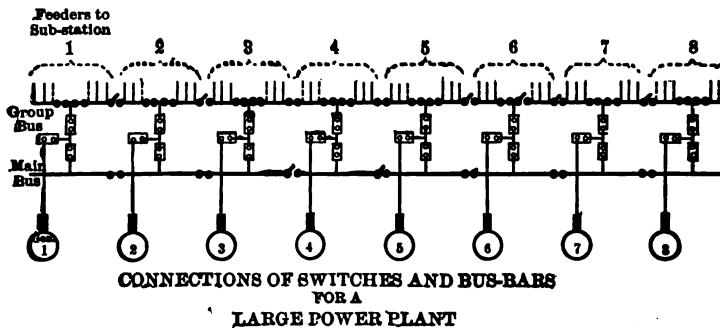 Feeders to
Sub-station
1 2 3 4 5 6 7 8
Group
Bus
Main
Bus
Gen.
1 2 3 4 5 6 7 8
CONNECTIONS OF SWITCHES AND BUS-BARS
FOR A
LARGE POWER PLANT